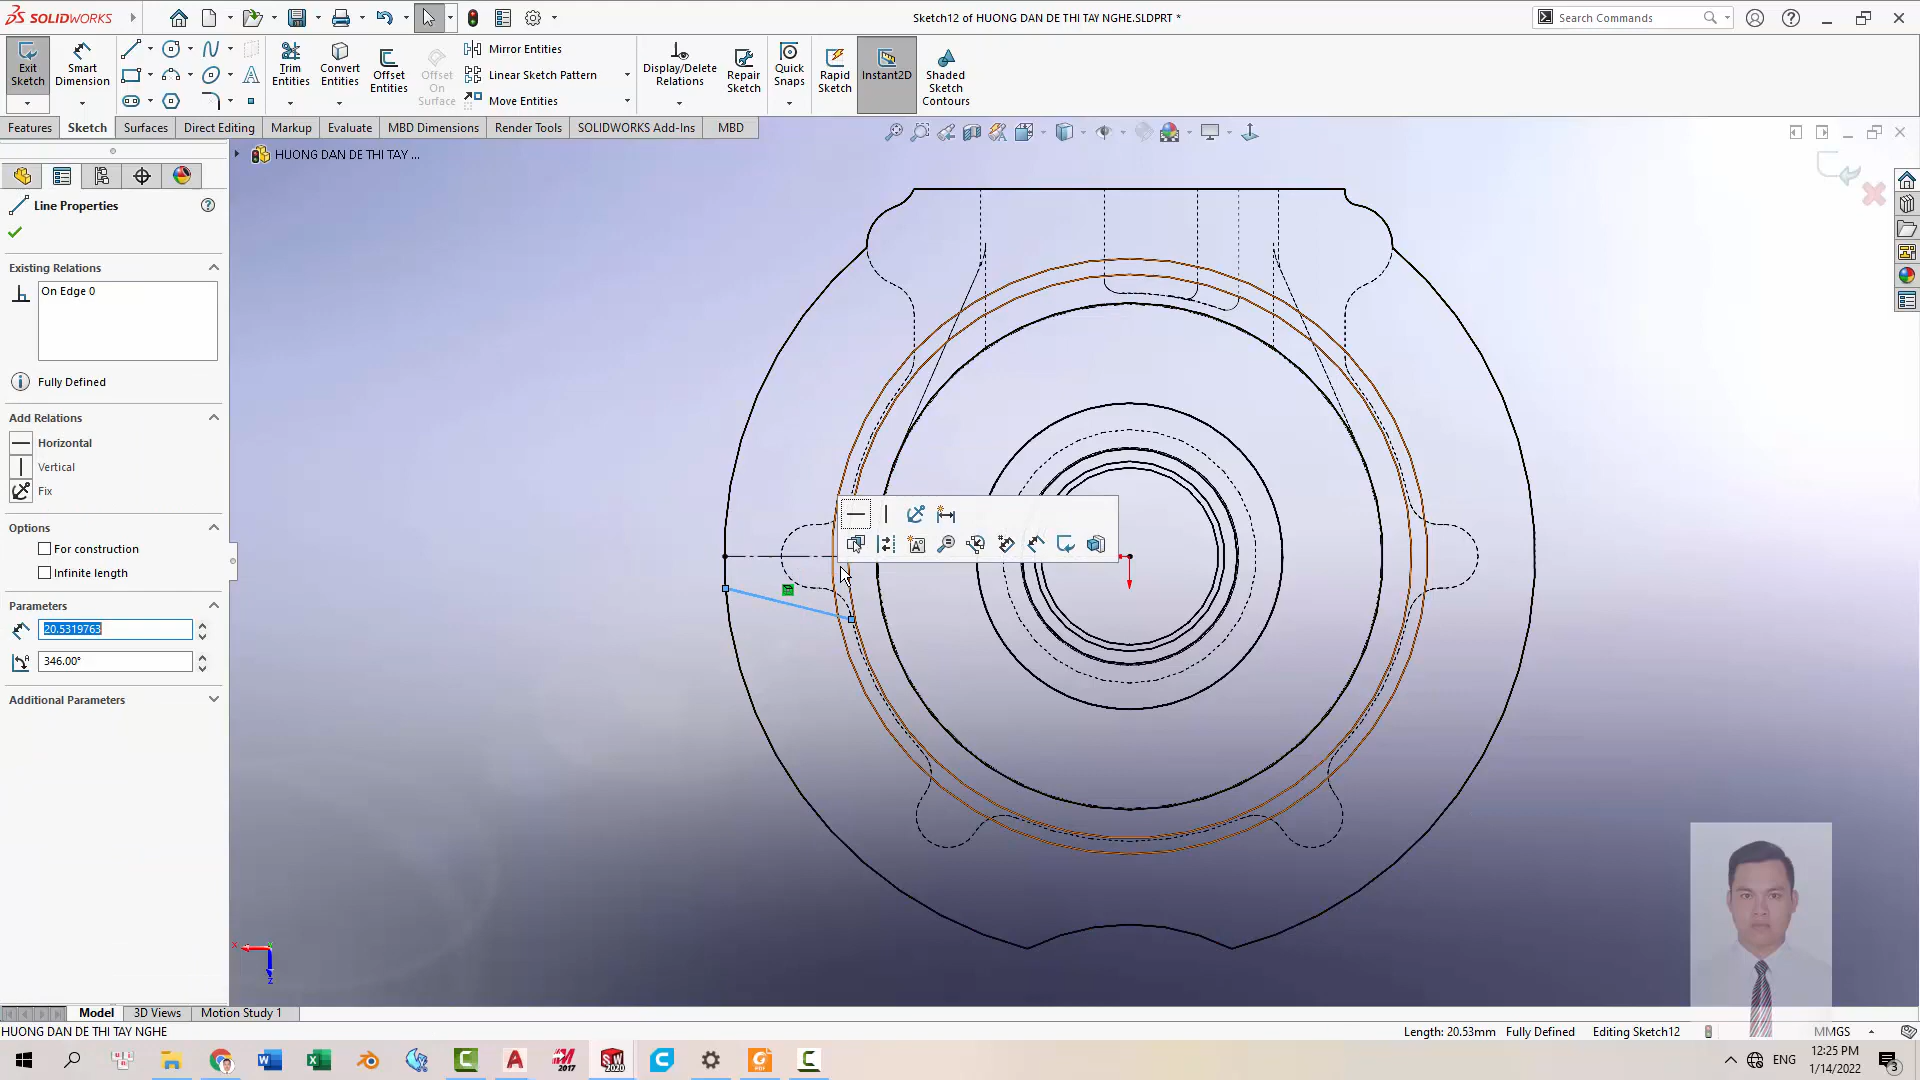 SOLIDWORKS
Sketch12 of HUONG DAN DE THI TAY NGHE.SLDPRT *
Search Commands
Exit Sketch
Smart Dimension
Trim Entities
Convert Entities
Offset Entities
Offset On Surface
Mirror Entities
Linear Sketch Pattern
Move Entities
Display/Delete Relations
Repair Sketch
Quick Snaps
Rapid Sketch
Instant2D
Shaded Sketch Contours
Features
Sketch
Surfaces
Direct Editing
Markup
Evaluate
MBD Dimensions
Render Tools
SOLIDWORKS Add-Ins
MBD
HUONG DAN DE THI TAY ...
Line Properties
Existing Relations
On Edge 0
Fully Defined
Add Relations
Horizontal
Vertical
Fix
Options
For construction
Infinite length
Parameters
20.5319763
346.00°
Additional Parameters
X
Z
Model
3D Views
Motion Study 1
HUONG DAN DE THI TAY NGHE
Length: 20.53mm
Fully Defined
Editing Sketch12
MMGS
ENG
12:25 PM
1/14/2022